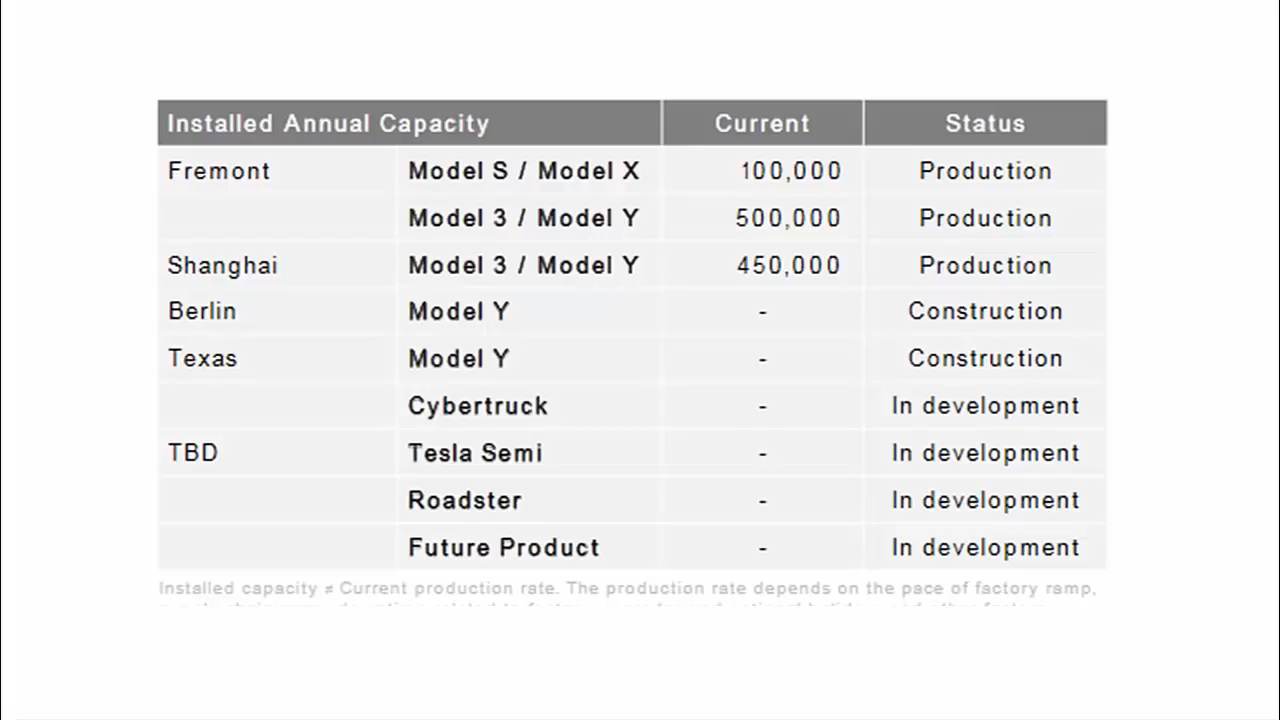 Installed Annual Capacity Current Status
Fremont Model S / Model X 100,000 Production
Model 3 / Model Y 500,000 Production
Shanghai Model 3 / Model Y 450,000 Production
Berlin Model Y - Construction
Texas Model Y - Construction
Cybertruck - In development
TBD Tesla Semi - In development
Roadster - In development
Future Product - In development
Installed capacity ≠ Current production rate. The production rate depends on the pace of factory ramp,